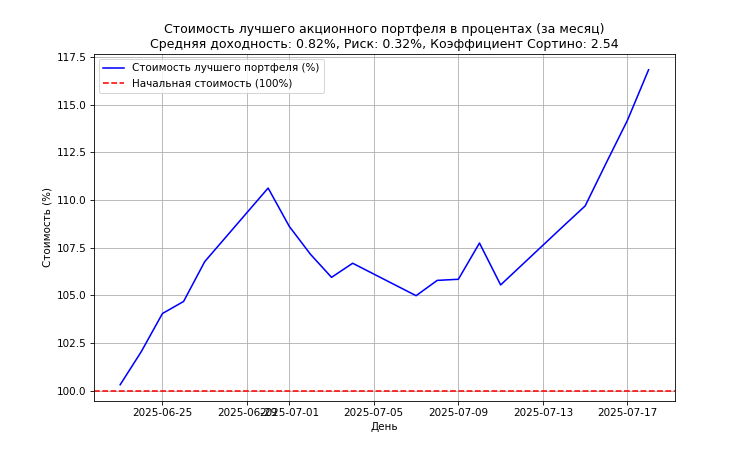 Стоимость лучшего акционного портфеля в процентах (за месяц)
Средняя доходность: 0.82%, Риск: 0.32%, Коэффициент Сортино: 2.54
Стоимость лучшего портфеля (%)
Начальная стоимость (100%)
Стоимость (%)
117.5
115.0
112.5
110.0
107.5
105.0
102.5
100.0
2025-06-25
2025-06-29
2025-07-01
2025-07-05
2025-07-09
2025-07-13
2025-07-17
День